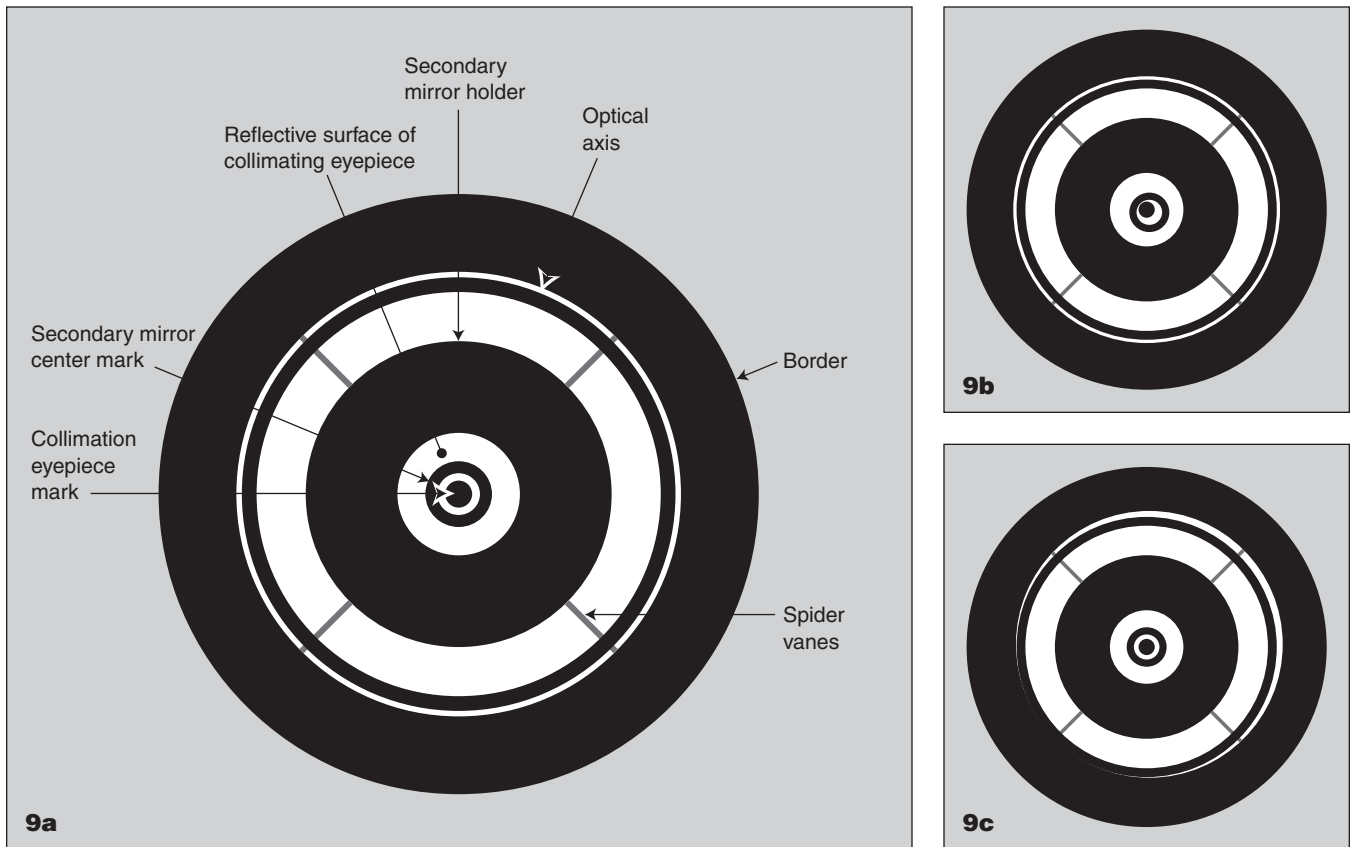 Secondary
mirror holder
Optical
axis
Reflective surface of
collimating eyepiece
Secondary mirror
center mark
Border
Collimation
eyepiece
mark
Spider
vanes
9a
9b
9c